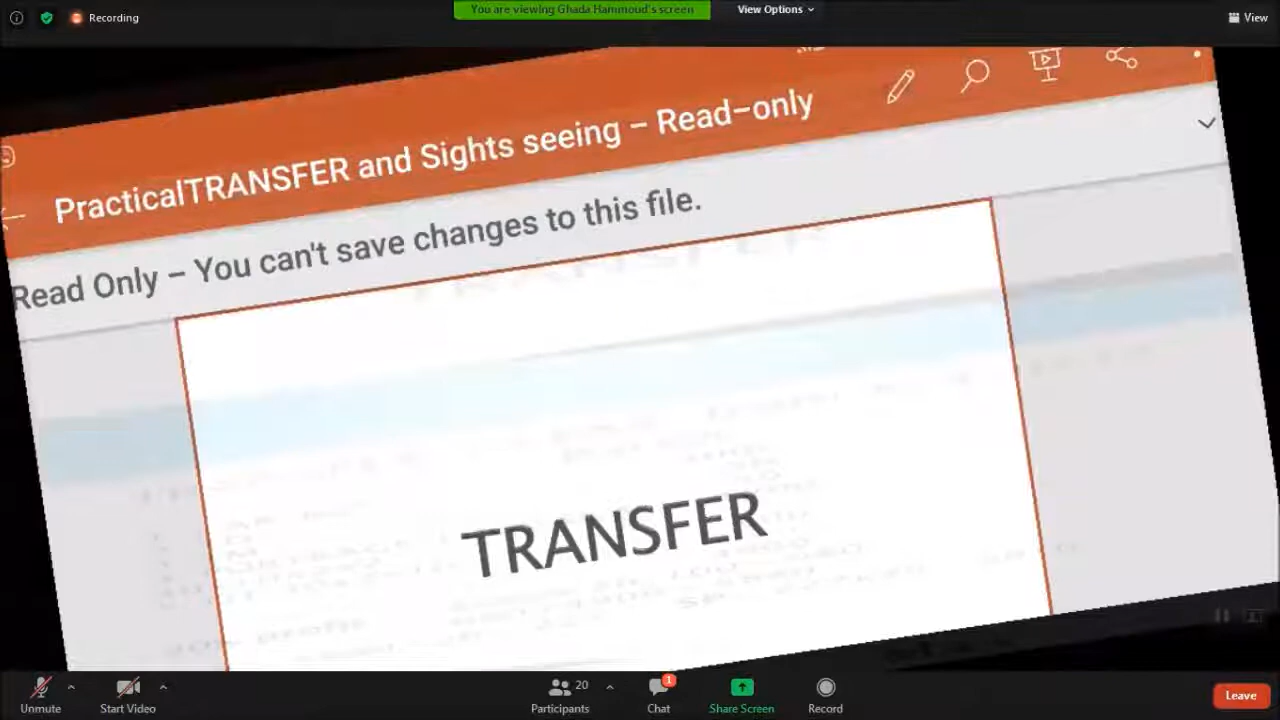 Recording
You are viewing Ghada Hammoud's screen
View Options
View
PracticalTRANSFER and Sights seeing – Read-only
Read Only – You can't save changes to this file.
TRANSFER
Unmute
Start Video
20
Participants
1
Chat
Share Screen
Record
Leave